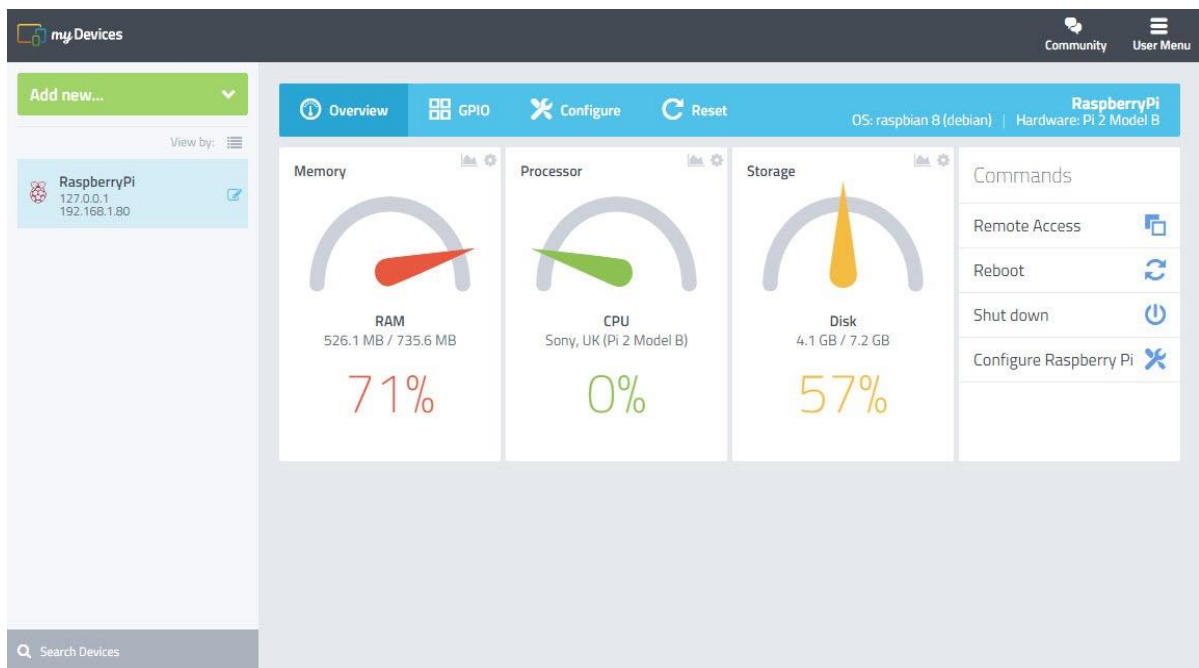 my Devices
Community
User Menu
Add new...
View by:
RaspberryPi
127.0.0.1
192.168.1.80
Search Devices
Overview
GPIO
Configure
Reset
RaspberryPi
OS: raspbian 8 (debian) | Hardware: Pi 2 Model B
Memory
RAM
526.1 MB / 735.6 MB
71%
Processor
CPU
Sony, UK (Pi 2 Model B)
0%
Storage
Disk
4.1 GB / 7.2 GB
57%
Commands
Remote Access
Reboot
Shut down
Configure Raspberry Pi